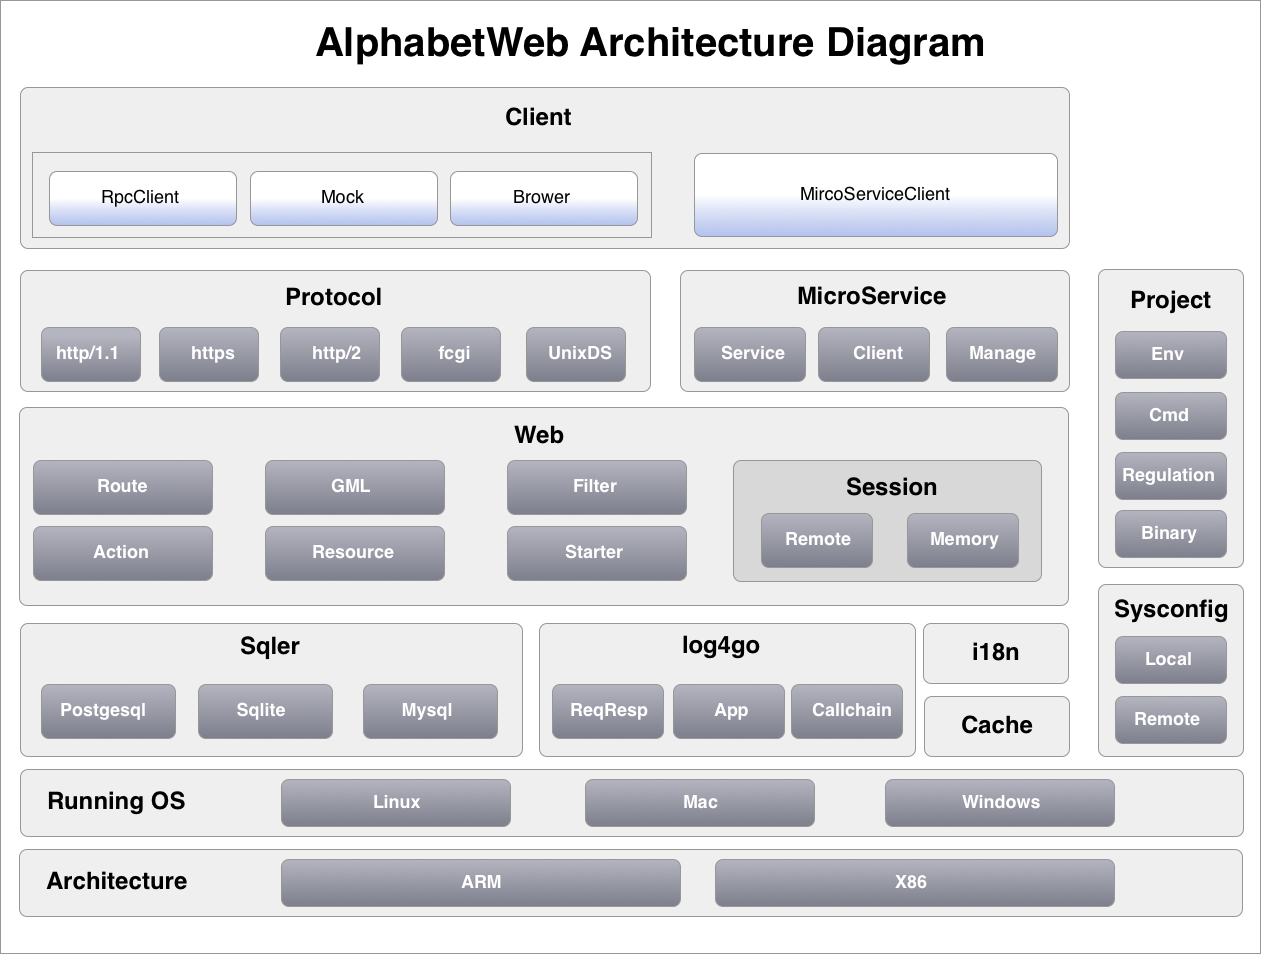 AlphabetWeb Architecture Diagram
Client
RpcClient
Mock
Brower
MircoServiceClient
Protocol
http/1.1
https
http/2
fcgi
UnixDS
MicroService
Service
Client
Manage
Project
Env
Cmd
Regulation
Binary
Web
Route
GML
Filter
Action
Resource
Starter
Session
Remote
Memory
Sqler
Postgesql
Sqlite
Mysql
log4go
ReqResp
App
Callchain
i18n
Cache
Sysconfig
Local
Remote
Running OS
Linux
Mac
Windows
Architecture
ARM
X86